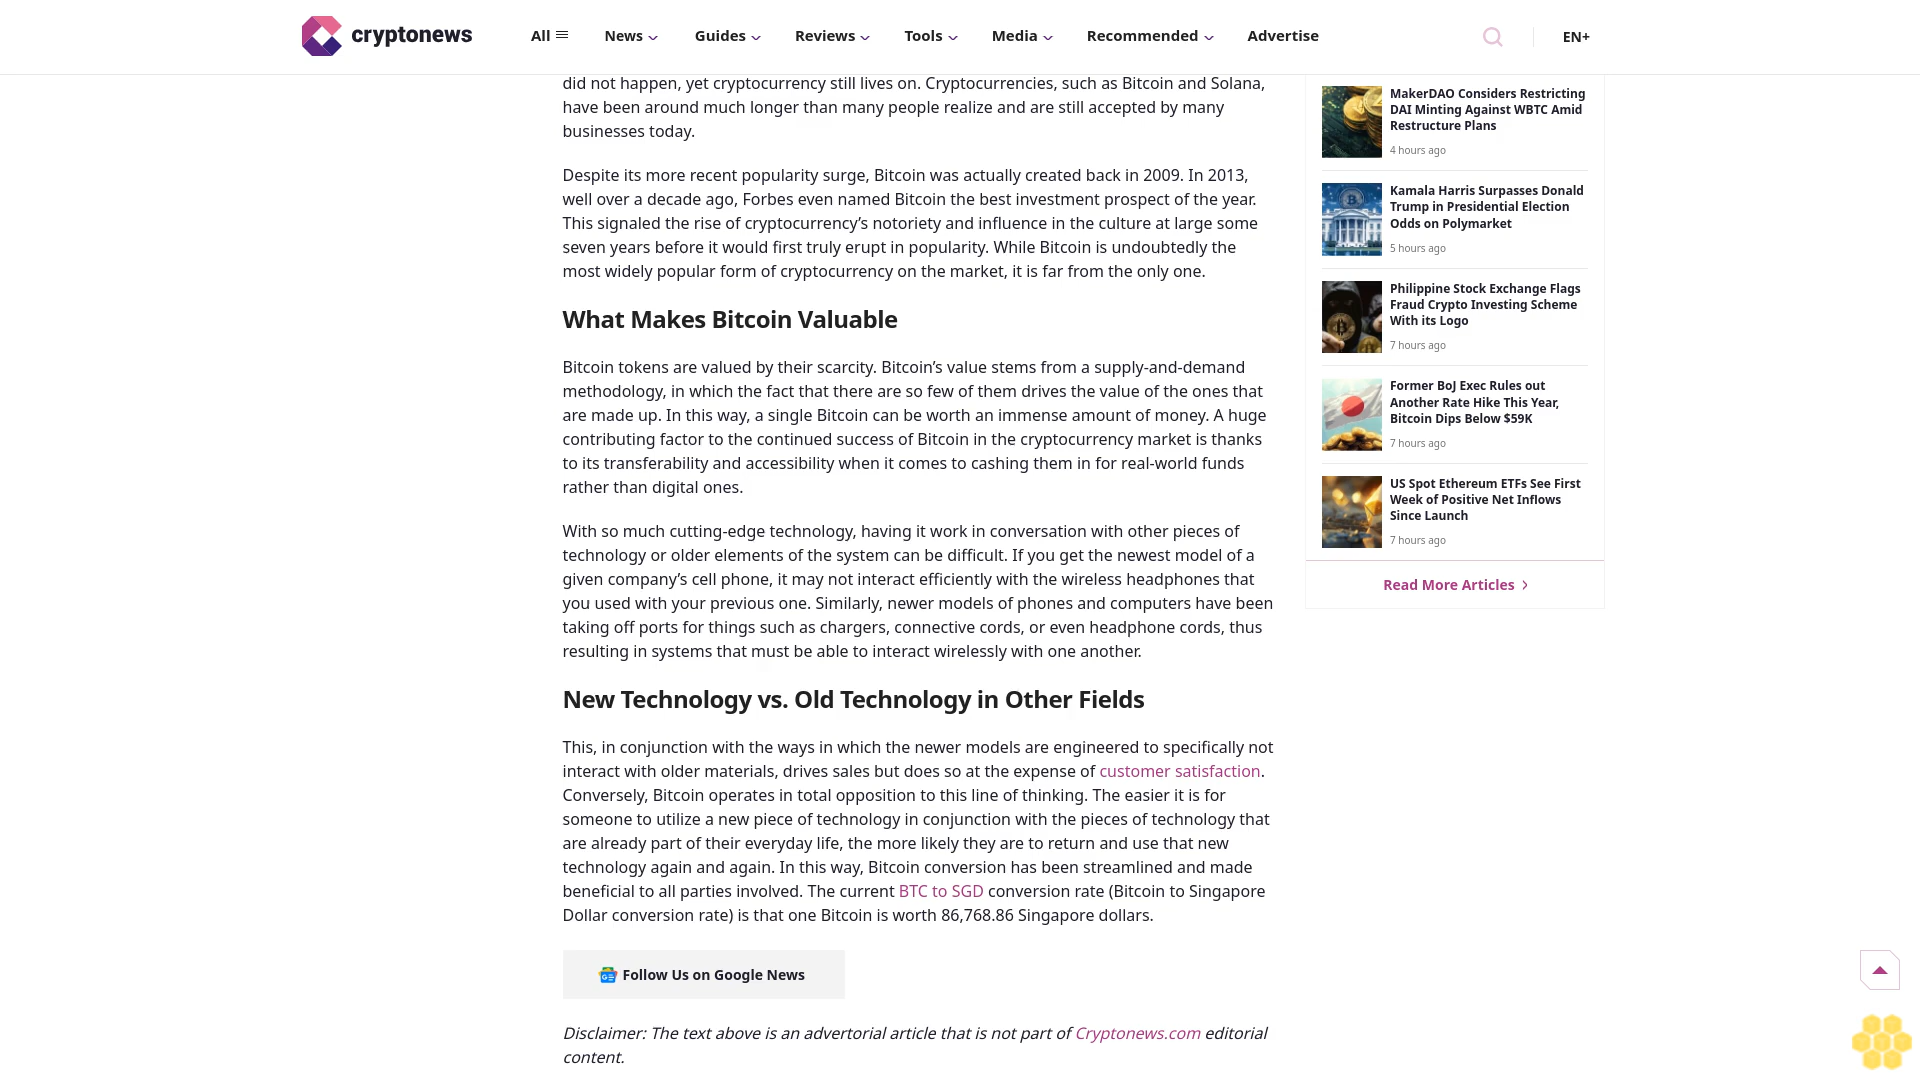 cryptonews
All
News
Guides
Reviews
Tools
Media
Recommended
Advertise
EN+
did not happen, yet cryptocurrency still lives on. Cryptocurrencies, such as Bitcoin and Solana,
have been around much longer than many people realize and are still accepted by many
businesses today.
Despite its more recent popularity surge, Bitcoin was actually created back in 2009. In 2013,
well over a decade ago, Forbes even named Bitcoin the best investment prospect of the year.
This signaled the rise of cryptocurrency’s notoriety and influence in the culture at large some
seven years before it would first truly erupt in popularity. While Bitcoin is undoubtedly the
most widely popular form of cryptocurrency on the market, it is far from the only one.
What Makes Bitcoin Valuable
Bitcoin tokens are valued by their scarcity. Bitcoin’s value stems from a supply-and-demand
methodology, in which the fact that there are so few of them drives the value of the ones that
are made up. In this way, a single Bitcoin can be worth an immense amount of money. A huge
contributing factor to the continued success of Bitcoin in the cryptocurrency market is thanks
to its transferability and accessibility when it comes to cashing them in for real-world funds
rather than digital ones.
With so much cutting-edge technology, having it work in conversation with other pieces of
technology or older elements of the system can be difficult. If you get the newest model of a
given company’s cell phone, it may not interact efficiently with the wireless headphones that
you used with your previous one. Similarly, newer models of phones and computers have been
taking off ports for things such as chargers, connective cords, or even headphone cords, thus
resulting in systems that must be able to interact wirelessly with one another.
New Technology vs. Old Technology in Other Fields
This, in conjunction with the ways in which the newer models are engineered to specifically not
interact with older materials, drives sales but does so at the expense of customer satisfaction.
Conversely, Bitcoin operates in total opposition to this line of thinking. The easier it is for
someone to utilize a new piece of technology in conjunction with the pieces of technology that
are already part of their everyday life, the more likely they are to return and use that new
technology again and again. In this way, Bitcoin conversion has been streamlined and made
beneficial to all parties involved. The current BTC to SGD conversion rate (Bitcoin to Singapore
Dollar conversion rate) is that one Bitcoin is worth 86,768.86 Singapore dollars.
Follow Us on Google News
Disclaimer: The text above is an advertorial article that is not part of Cryptonews.com editorial
content.
MakerDAO Considers Restricting
DAI Minting Against WBTC Amid
Restructure Plans
4 hours ago
Kamala Harris Surpasses Donald
Trump in Presidential Election
Odds on Polymarket
5 hours ago
Philippine Stock Exchange Flags
Fraud Crypto Investing Scheme
With its Logo
7 hours ago
Former BoJ Exec Rules out
Another Rate Hike This Year,
Bitcoin Dips Below $59K
7 hours ago
US Spot Ethereum ETFs See First
Week of Positive Net Inflows
Since Launch
7 hours ago
Read More Articles